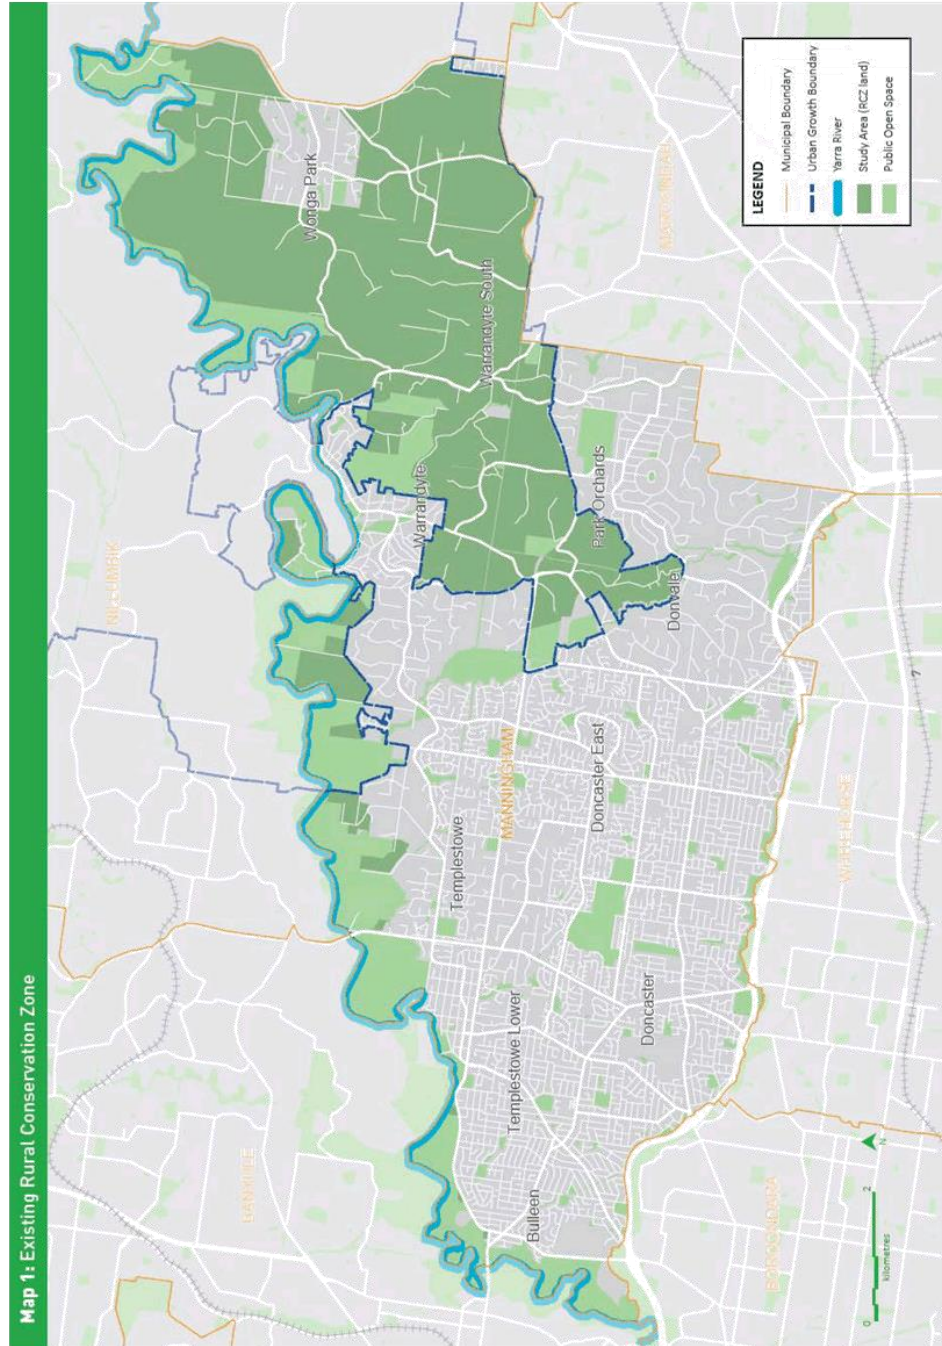 Map 1: Existing Rural Conservation Zone
NILLUMBIK
BANYULE
Wonga Park
Warrandyte
Warrandyte South
Templestowe
MANNINGHAM
Park Orchards
Templestowe Lower
Doncaster East
Donvale
Bulleen
Doncaster
MAROONDAH
WHITEHORSE
BOROONDARA
LEGEND
Municipal Boundary
Urban Growth Boundary
Yarra River
Study Area (RCZ land)
Public Open Space
0 2
kilometres
N